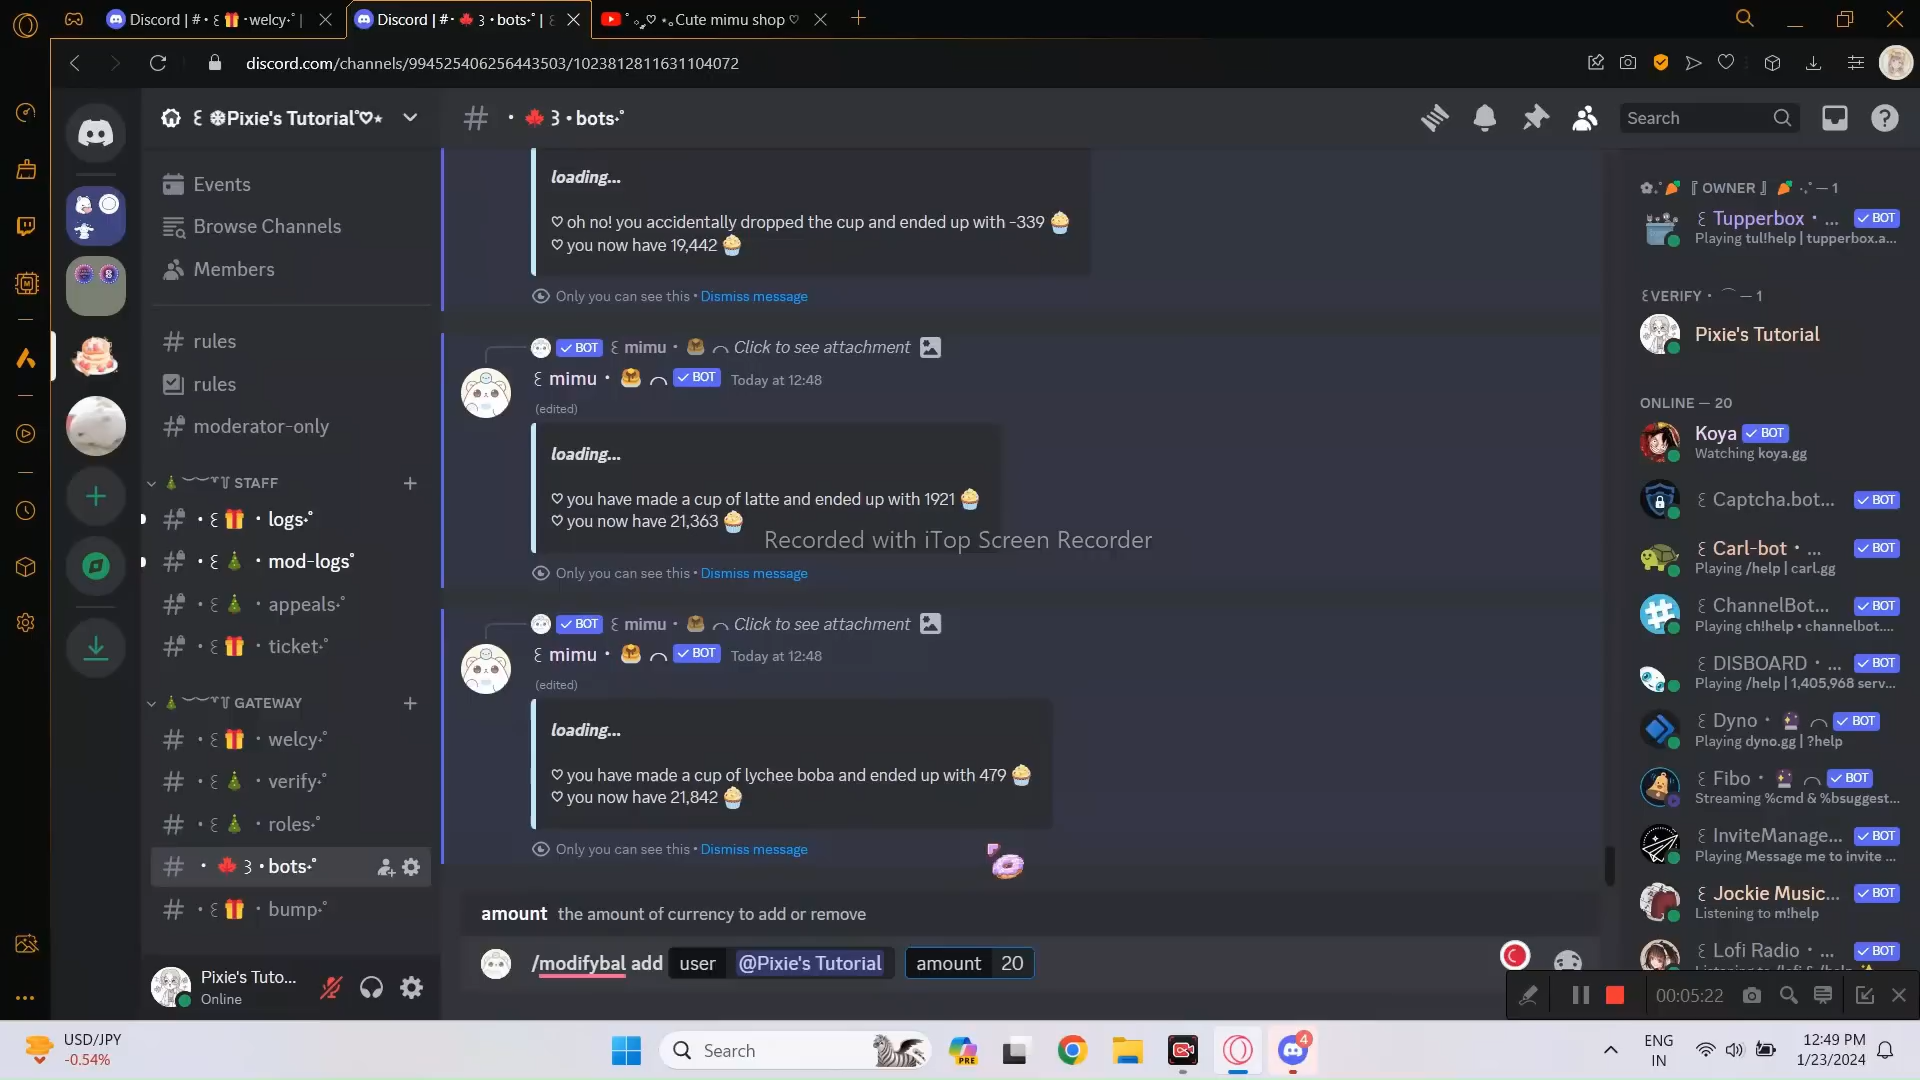 Discord | #・꒰🎁・welcy˖° |
Discord | #・🍁꒱・bots˖° | ꒰
Cute mimu shop ♡
discord.com/channels/994525406256443503/1023812811631104072
꒰ ❆Pixie's Tutorial°♡⋆
Events
Browse Channels
Members
rules
rules
moderator-only
STAFF
・꒰🎁・logs˖°
・꒰🎄・mod-logs°
・꒰🎄・appeals˖°
・꒰🎁・ticket˖°
GATEWAY
・꒰🎁・welcy˖°
・꒰🎄・verify˖°
・꒰🎄・roles˖°
・🍁꒱・bots˖°
・꒰🎁・bump˖°
Pixie's Tuto...
Online
・🍁꒱・bots˖°
Search
loading...
♡ oh no! you accidentally dropped the cup and ended up with -339 🧁
♡ you now have 19,442 🧁
Only you can see this • Dismiss message
BOT ꒰ mimu・🥞 ⌒ Click to see attachment
꒰ mimu・🥞 ⌒ BOT Today at 12:48
(edited)
loading...
♡ you have made a cup of latte and ended up with 1921 🧁
♡ you now have 21,363 🧁
Only you can see this • Dismiss message
Recorded with iTop Screen Recorder
BOT ꒰ mimu・🥞 ⌒ Click to see attachment
꒰ mimu・🥞 ⌒ BOT Today at 12:48
(edited)
loading...
♡ you have made a cup of lychee boba and ended up with 479 🧁
♡ you now have 21,842 🧁
Only you can see this • Dismiss message
amount the amount of currency to add or remove
/modifybal add user @Pixie's Tutorial amount 20
『 OWNER 』 — 1
꒰ Tupperbox・... BOT
Playing tul!help | tupperbox.a...
꒰VERIFY・⌒ — 1
Pixie's Tutorial
ONLINE — 20
Koya BOT
Watching koya.gg
꒰ Captcha.bot... BOT
꒰ Carl-bot・... BOT
Playing /help | carl.gg
꒰ ChannelBot... BOT
Playing ch!help • channelbot....
꒰ DISBOARD・... BOT
Playing /help | 1,405,968 serv...
꒰ Dyno・🔮 ⌒ BOT
Playing dyno.gg | ?help
꒰ Fibo・🔮 ⌒ BOT
Streaming %cmd & %bsuggest...
꒰ InviteManage... BOT
Playing Message me to invite ...
꒰ Jockie Music... BOT
Listening to m!help
꒰ Lofi Radio・... BOT
00:05:22
USD/JPY
-0.54%
Search
PRE
4
ENG
IN
12:49 PM
1/23/2024